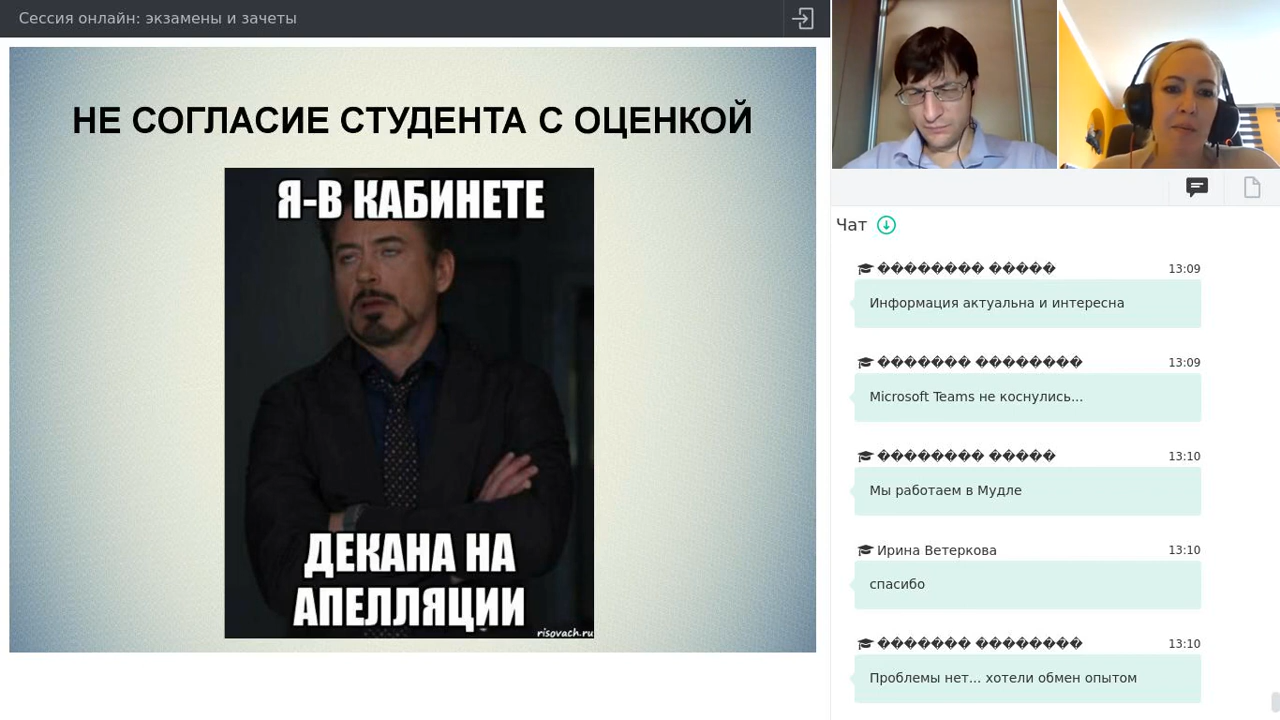 Сессия онлайн: экзамены и зачеты
НЕ СОГЛАСИЕ СТУДЕНТА С ОЦЕНКОЙ
Я-В КАБИНЕТЕ
ДЕКАНА НА
АПЕЛЛЯЦИИ
risovach.ru
Чат
�������� ����� 13:09
Информация актуальна и интересна
������� �������� 13:09
Microsoft Teams не коснулись...
�������� ����� 13:10
Мы работаем в Мудле
Ирина Ветеркова 13:10
спасибо
������� �������� 13:10
Проблемы нет... хотели обмен опытом